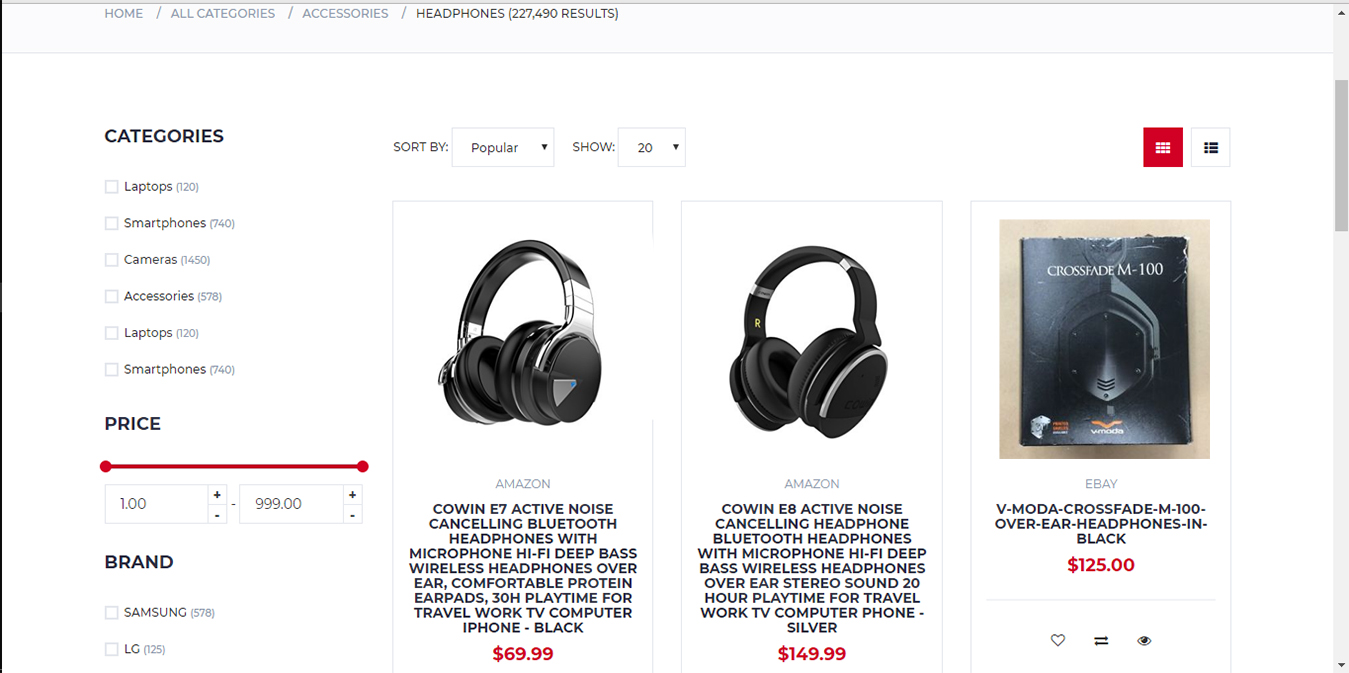 HOME / ALL CATEGORIES / ACCESSORIES / HEADPHONES (227,490 RESULTS)
CATEGORIES
Laptops (120)
Smartphones (740)
Cameras (1450)
Accessories (578)
Laptops (120)
Smartphones (740)
PRICE
1.00 + - - 999.00 + -
BRAND
SAMSUNG (578)
LG (125)
SORT BY: Popular SHOW: 20
R
AMAZON
COWIN E7 ACTIVE NOISE
CANCELLING BLUETOOTH
HEADPHONES WITH
MICROPHONE HI-FI DEEP BASS
WIRELESS HEADPHONES OVER
EAR, COMFORTABLE PROTEIN
EARPADS, 30H PLAYTIME FOR
TRAVEL WORK TV COMPUTER
IPHONE - BLACK
$69.99
AMAZON
COWIN E8 ACTIVE NOISE
CANCELLING HEADPHONE
BLUETOOTH HEADPHONES
WITH MICROPHONE HI-FI DEEP
BASS WIRELESS HEADPHONES
OVER EAR STEREO SOUND 20
HOUR PLAYTIME FOR TRAVEL
WORK TV COMPUTER PHONE -
SILVER
$149.99
CROSSFADE M-100
v-moda
EBAY
V-MODA-CROSSFADE-M-100-
OVER-EAR-HEADPHONES-IN-
BLACK
$125.00